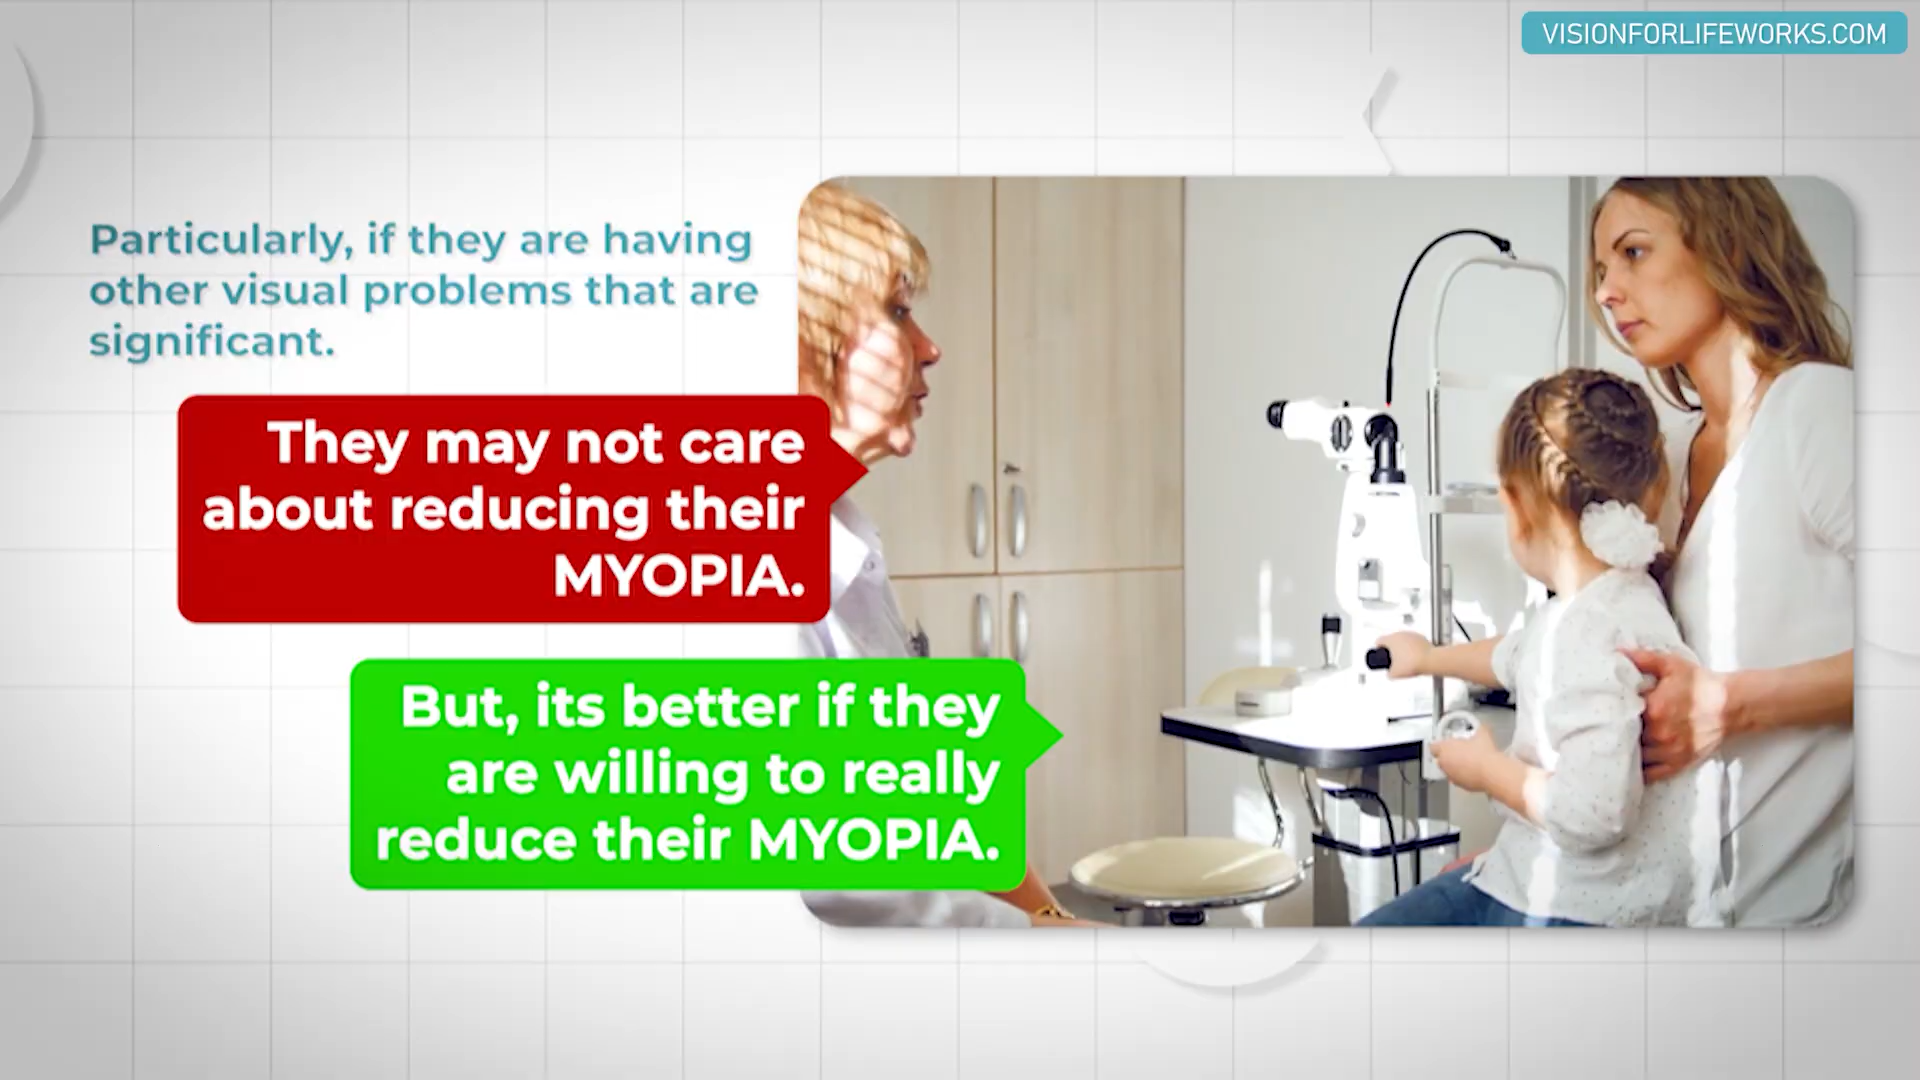 VISIONFORLIFEWORKS.COM
Particularly, if they are having
other visual problems that are
significant.
They may not care
about reducing their
MYOPIA.
But, its better if they
are willing to really
reduce their MYOPIA.